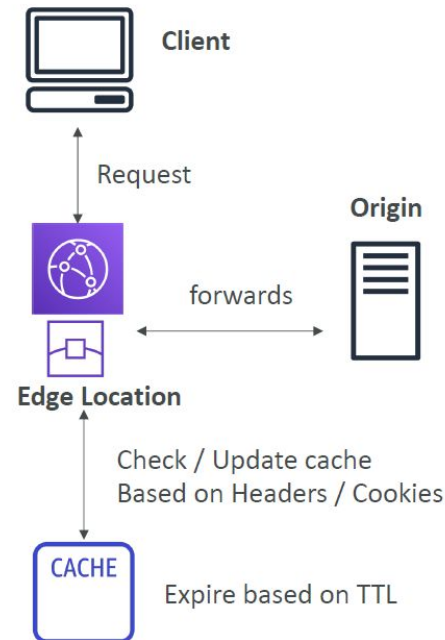 Client
Request
Origin
forwards
Edge Location
Check / Update cache
Based on Headers / Cookies
CACHE
Expire based on TTL